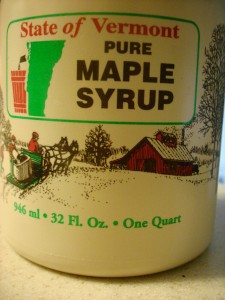 State of Vermont
PURE
MAPLE
SYRUP
946 ml • 32 Fl. Oz. • One Quart